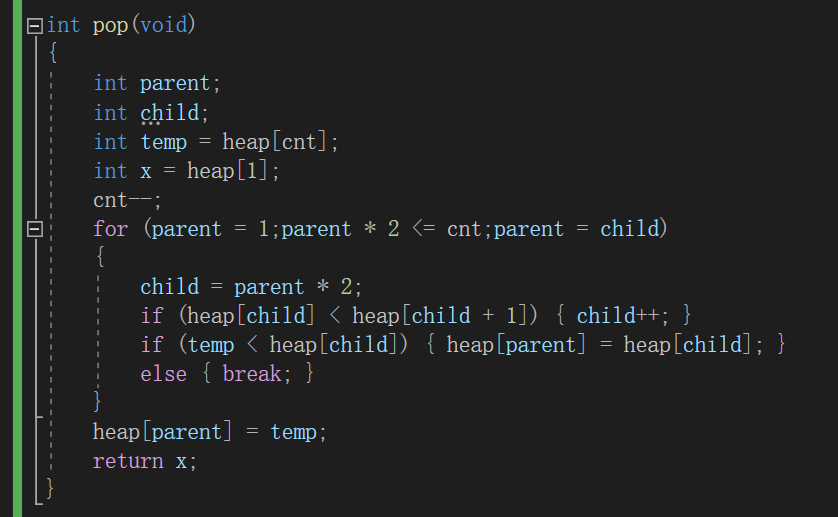 int pop(void)
{
int parent;
int child;
int temp = heap[cnt];
int x = heap[1];
cnt--;
for (parent = 1;parent * 2 <= cnt;parent = child)
{
child = parent * 2;
if (heap[child] < heap[child + 1]) { child++; }
if (temp < heap[child]) { heap[parent] = heap[child]; }
else { break; }
}
heap[parent] = temp;
return x;
}